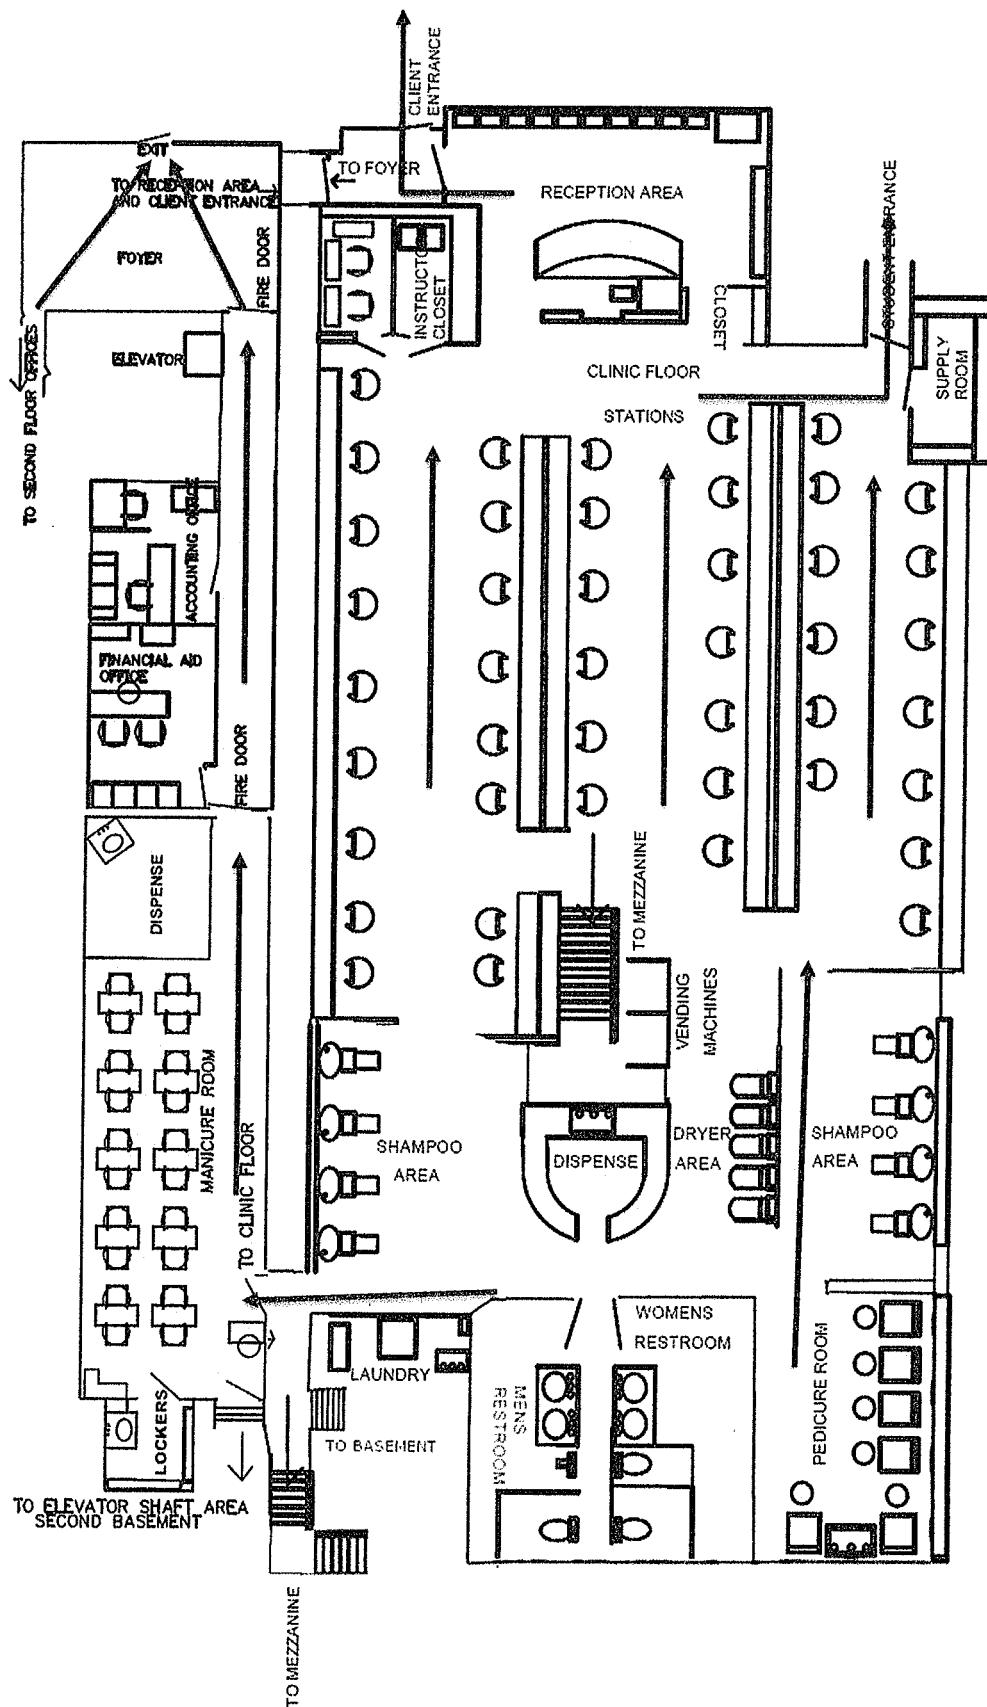 CLIENT
ENTRANCE
EXIT
TO FOYER
TO RECEPTION AREA
AND CLIENT ENTRANCE
RECEPTION AREA
FOYER
FIRE DOOR
INSTRUCTO
CLOSET
CLOSET
STUDENT ENRANCE
TO SECOND FLOOR OFFICES
ELEVATOR
CLINIC FLOOR
STATIONS
SUPPLY
ROOM
ACCOUNTING OFFICE
FINANCIAL AID
OFFICE
FIRE DOOR
DISPENSE
TO MEZZANINE
VENDING
MACHINES
MANICURE ROOM
TO CLINIC FLOOR
SHAMPOO
AREA
DISPENSE
DRYER
AREA
SHAMPOO
AREA
WOMENS
RESTROOM
LAUNDRY
MENS
RESTROOM
PEDICURE ROOM
LOCKERS
TO BASEMENT
TO ELEVATOR SHAFT AREA
SECOND BASEMENT
TO MEZZANINE